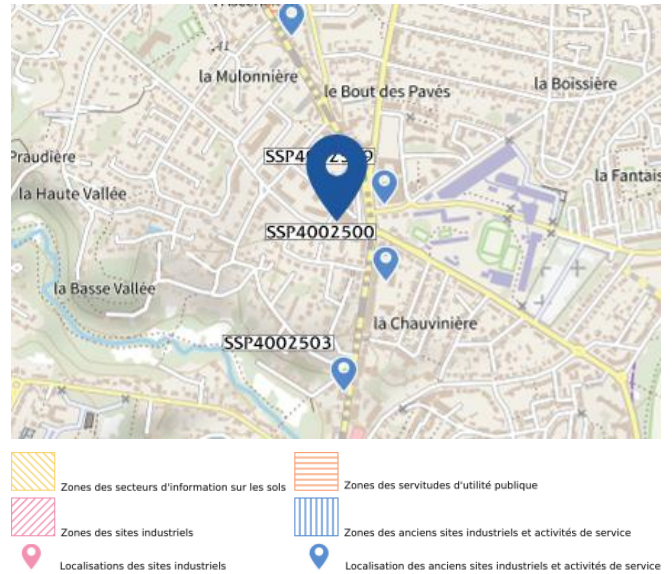 la Mulonnière
le Bout des Pavés
la Boissière
Praudière
la Fantais
la Haute Vallée
SSP4002500
la Basse Vallée
la Chauvinière
SSP4002503
Zones des secteurs d'information sur les sols
Zones des servitudes d'utilité publique
Zones des sites industriels
Zones des anciens sites industriels et activités de service
Localisations des sites industriels
Localisation des anciens sites industriels et activités de service